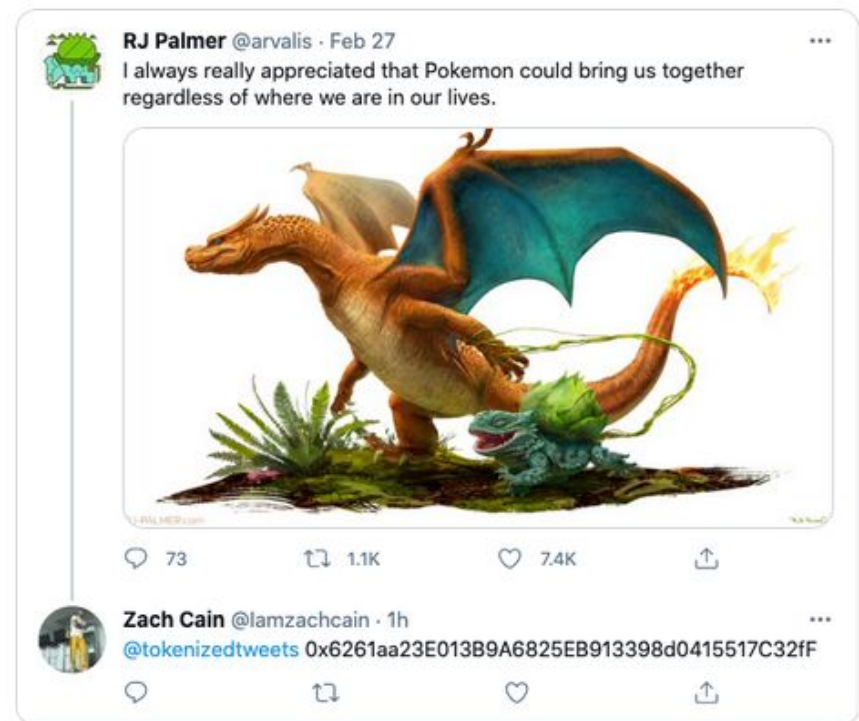 RJ Palmer @arvalis · Feb 27
I always really appreciated that Pokemon could bring us together
regardless of where we are in our lives.
73 1.1K 7.4K
Zach Cain @Iamzachcain · 1h
@tokenizedtweets 0x6261aa23E013B9A6825EB913398d0415517C32fF